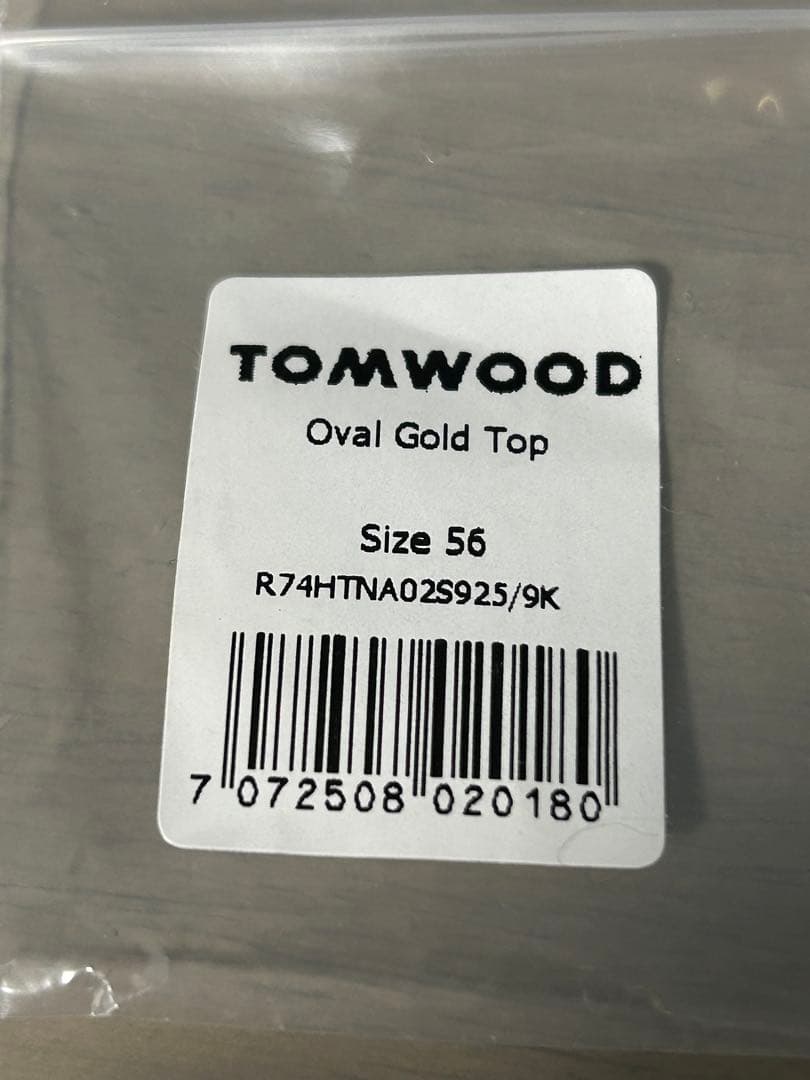 TOMWOOD
Oval Gold Top
Size 56
R74HTNA02S925/9K
7 072508 020180